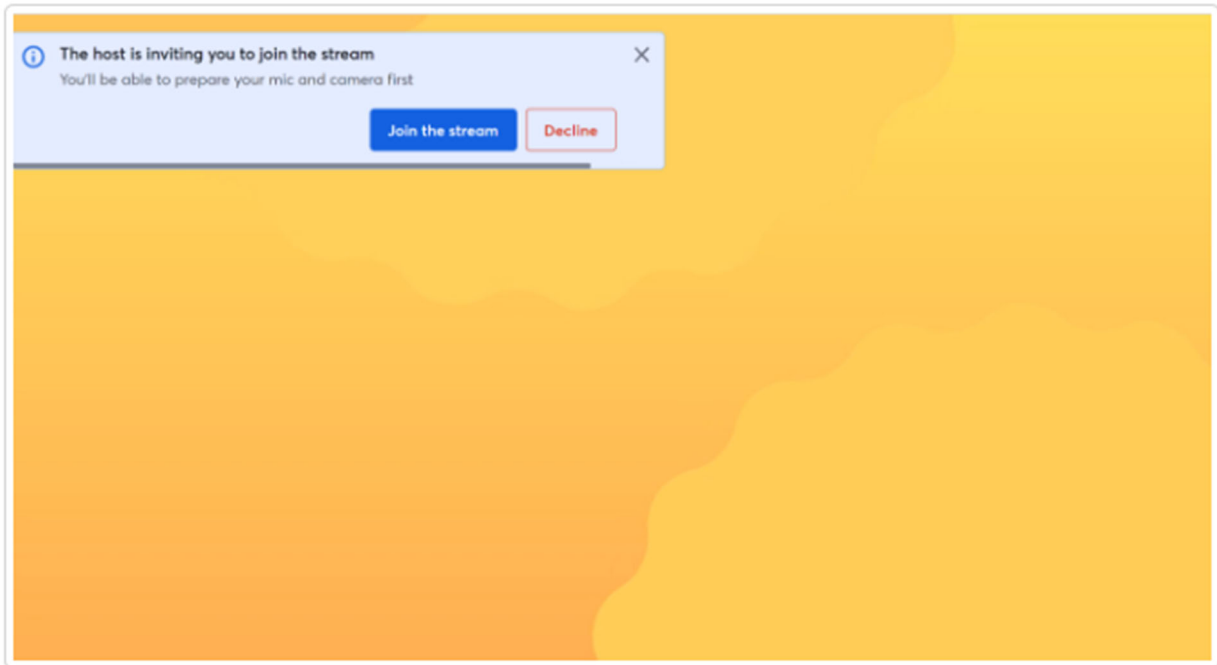 The host is inviting you to join the stream
You'll be able to prepare your mic and camera first
Join the stream Decline